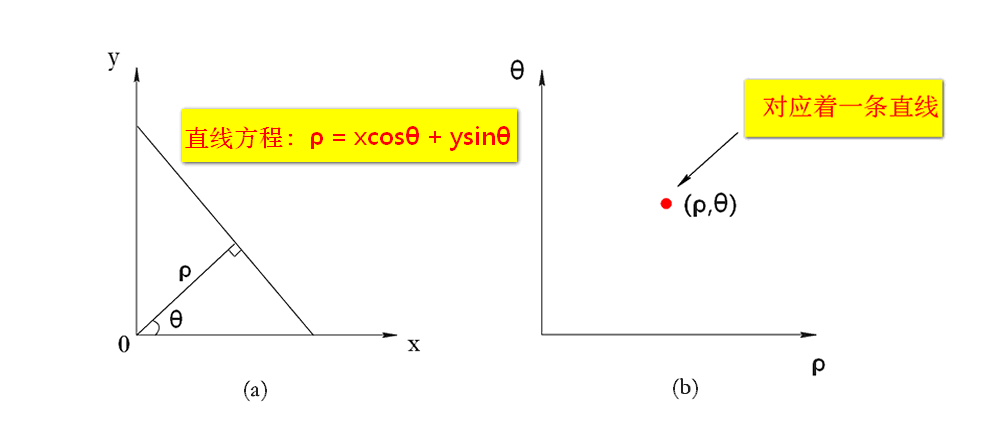 y
直线方程：ρ = xcosθ + ysinθ
ρ
θ
0
x
(a)
θ
对应着一条直线
(ρ,θ)
ρ
(b)